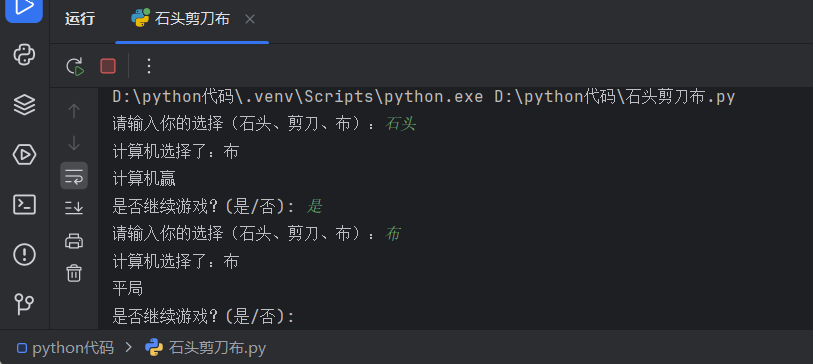 运行 石头剪刀布
D:\python代码\.venv\Scripts\python.exe D:\python代码\石头剪刀布.py
请输入你的选择（石头、剪刀、布）：石头
计算机选择了：布
计算机赢
是否继续游戏？(是/否): 是
请输入你的选择（石头、剪刀、布）：布
计算机选择了：布
平局
是否继续游戏？(是/否):
python代码 > 石头剪刀布.py